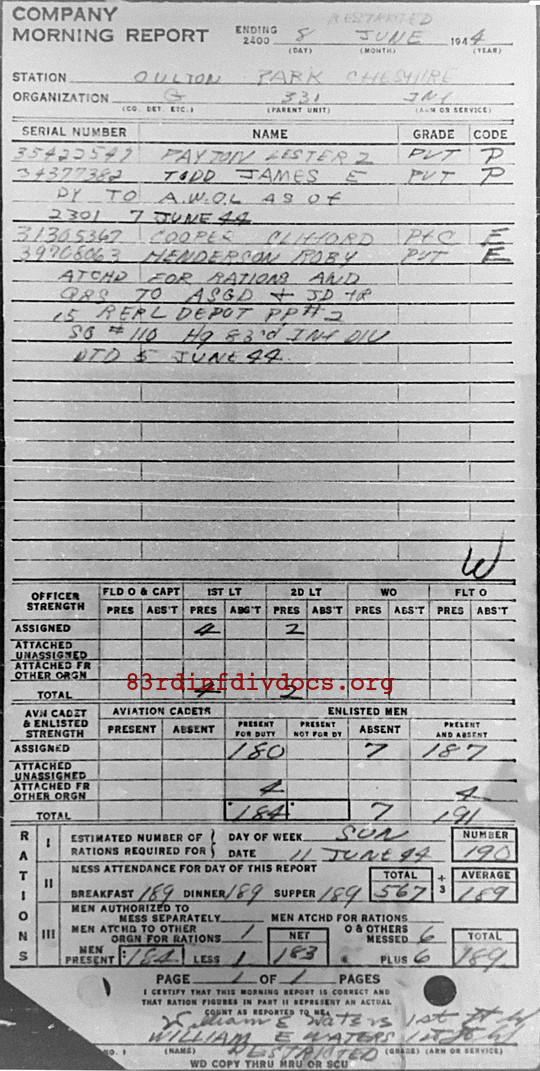 RESTRICTED
COMPANY MORNING REPORT ENDING 2400 8 JUNE 1944
(DAY) (MONTH) (YEAR)
STATION OULTON PARK CHESHIRE
ORGANIZATION G 331 INF
(CO. DET. ETC.) (PARENT UNIT) (ARM OR SERVICE)
SERIAL NUMBER NAME GRADE CODE
35422547 PAYTON LESTER Z PVT P
34377382 TODD JAMES E PVT P
DY TO A.W.O.L AS OF
2301 7 JUNE 44
31305367 COOPER CLIFFORD PFC E
39708063 HENDERSON ROBY PVT E
ATCHD FOR RATIONS AND
QRS TO ASGD & JD
15 REPL DEPOT PP# 2
SO #110 Hq 83'd INF DIV
DTD 5 JUNE 44.
W
OFFICER STRENGTH FLD O & CAPT 1ST LT 2D LT WO FLT O
PRES ABS'T PRES ABS'T PRES ABS'T PRES ABS'T PRES ABS'T
ASSIGNED 4 2
ATTACHED UNASSIGNED
ATTACHED FR OTHER ORGN
83rdinfdivdocs.org
TOTAL 4 2
AVN CADET & ENLISTED STRENGTH AVIATION CADETS ENLISTED MEN
PRESENT ABSENT PRESENT FOR DUTY PRESENT NOT FOR DY ABSENT PRESENT AND ABSENT
ASSIGNED 180 7 187
ATTACHED UNASSIGNED
ATTACHED FR OTHER ORGN 4 4
TOTAL 184 7 191
RATIONS
I ESTIMATED NUMBER OF RATIONS REQUIRED FOR DAY OF WEEK SUN NUMBER
DATE 11 JUNE 44 190
II MESS ATTENDANCE FOR DAY OF THIS REPORT TOTAL ÷ 3 AVERAGE
BREAKFAST 189 DINNER 189 SUPPER 189 567 189
III MEN AUTHORIZED TO MESS SEPARATELY MEN ATCHD FOR RATIONS
MEN ATCHD TO OTHER ORGN FOR RATIONS 1 NET O & OTHERS MESSED 6 TOTAL
MEN PRESENT 184 LESS 1 183 PLUS 6 189
PAGE 1 OF 1 PAGES
I CERTIFY THAT THIS MORNING REPORT IS CORRECT AND
THAT RATION FIGURES IN PART II REPRESENT AN ACTUAL
COUNT AS REPORTED TO ME.
William E Waters 1st Lt
WILLIAM E WATERS 1st Lt
NO. 1 (NAME) RESTRICTED (GRADE) (ARM OR SERVICE)
WD COPY THRU MRU OR SCU